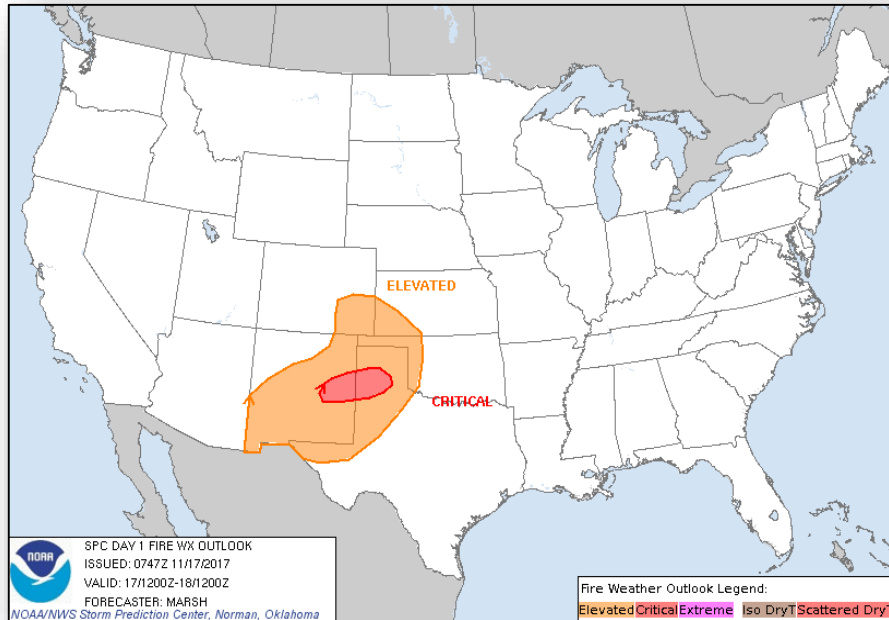 ELEVATED
CRITICAL
NOAA
SPC DAY 1 FIRE WX OUTLOOK
ISSUED: 0747Z 11/17/2017
VALID: 17/1200Z-18/1200Z
FORECASTER: MARSH
NOAA/NWS Storm Prediction Center, Norman, Oklahoma
Fire Weather Outlook Legend:
Elevated Critical Extreme Iso DryT Scattered DryT